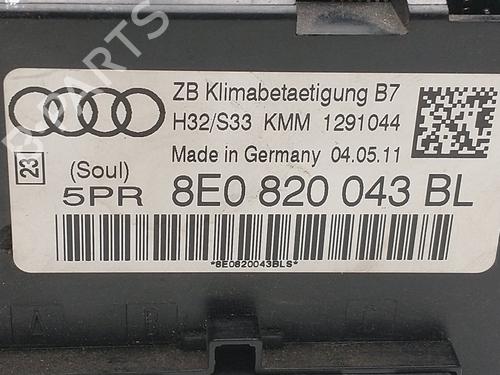 ZB Klimabetaetigung B7
H32/S33 KMM 1291044
Made in Germany 04.05.11
23
(Soul)
5PR 8E0 820 043 BL
*8E0820043BLS*
A B C
B-PARTS